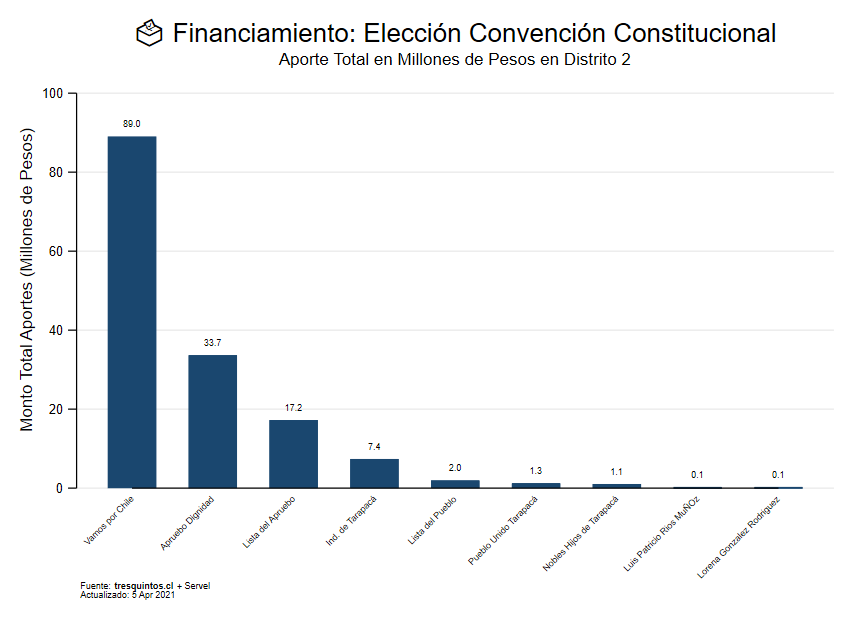 Financiamiento: Elección Convención Constitucional
Aporte Total en Millones de Pesos en Distrito 2
Monto Total Aportes (Millones de Pesos)
100
80
60
40
20
0
89.0
33.7
17.2
7.4
2.0
1.3
1.1
0.1
0.1
Vamos por Chile
Apruebo Dignidad
Lista del Apruebo
Ind. de Tarapacá
Lista del Pueblo
Pueblo Unido Tarapacá
Nobles Hijos de Tarapacá
Luis Patricio Rios MuÑOz
Lorena Gonzalez Rodriguez
Fuente: tresquintos.cl + Servel
Actualizado: 5 Apr 2021